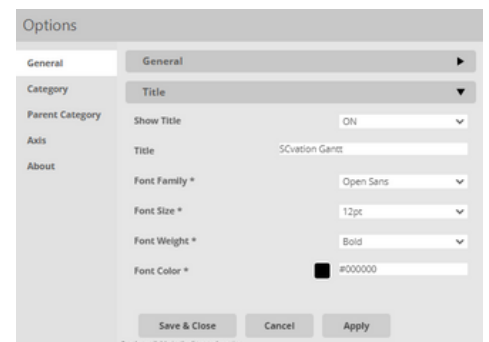 Options
General
Category
Parent Category
Axis
About
General
Title
Show Title ON
Title SCvation Gantt
Font Family * Open Sans
Font Size * 12pt
Font Weight * Bold
Font Color * #000000
Save & Close Cancel Apply